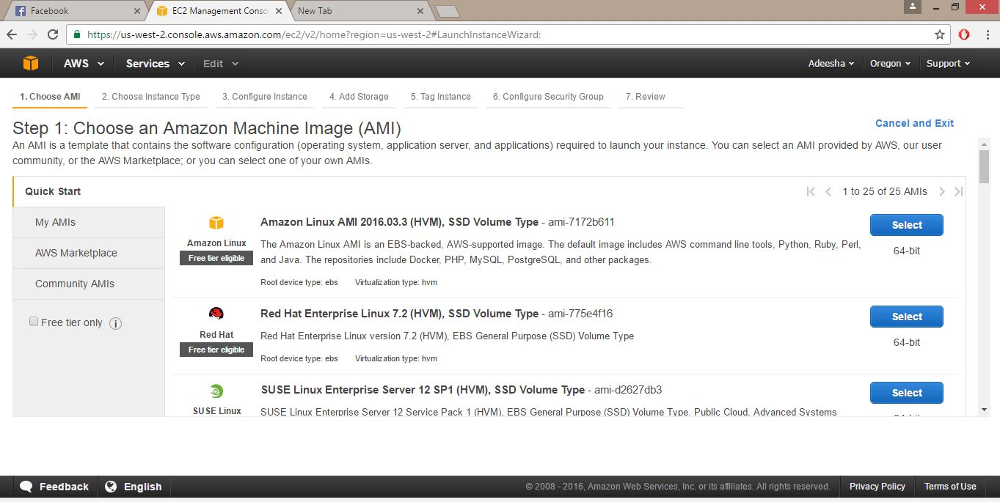 Facebook
EC2 Management Conso
New Tab
https://us-west-2.console.aws.amazon.com/ec2/v2/home?region=us-west-2#LaunchInstanceWizard:
AWS Services Edit Adeesha Oregon Support
1. Choose AMI 2. Choose Instance Type 3. Configure Instance 4. Add Storage 5. Tag Instance 6. Configure Security Group 7. Review
Step 1: Choose an Amazon Machine Image (AMI)
Cancel and Exit
An AMI is a template that contains the software configuration (operating system, application server, and applications) required to launch your instance. You can select an AMI provided by AWS, our user
community, or the AWS Marketplace; or you can select one of your own AMIs.
Quick Start
My AMIs
AWS Marketplace
Community AMIs
Free tier only i
1 to 25 of 25 AMIs
Amazon Linux
Free tier eligible
Amazon Linux AMI 2016.03.3 (HVM), SSD Volume Type - ami-7172b611
The Amazon Linux AMI is an EBS-backed, AWS-supported image. The default image includes AWS command line tools, Python, Ruby, Perl,
and Java. The repositories include Docker, PHP, MySQL, PostgreSQL, and other packages.
Root device type: ebs Virtualization type: hvm
Select
64-bit
Red Hat
Free tier eligible
Red Hat Enterprise Linux 7.2 (HVM), SSD Volume Type - ami-775e4f16
Red Hat Enterprise Linux version 7.2 (HVM), EBS General Purpose (SSD) Volume Type
Root device type: ebs Virtualization type: hvm
Select
64-bit
SUSE Linux
SUSE Linux Enterprise Server 12 SP1 (HVM), SSD Volume Type - ami-d2627db3
SUSE Linux Enterprise Server 12 Service Pack 1 (HVM), EBS General Purpose (SSD) Volume Type. Public Cloud, Advanced Systems
Select
Feedback English © 2008 - 2016, Amazon Web Services, Inc. or its affiliates. All rights reserved. Privacy Policy Terms of Use